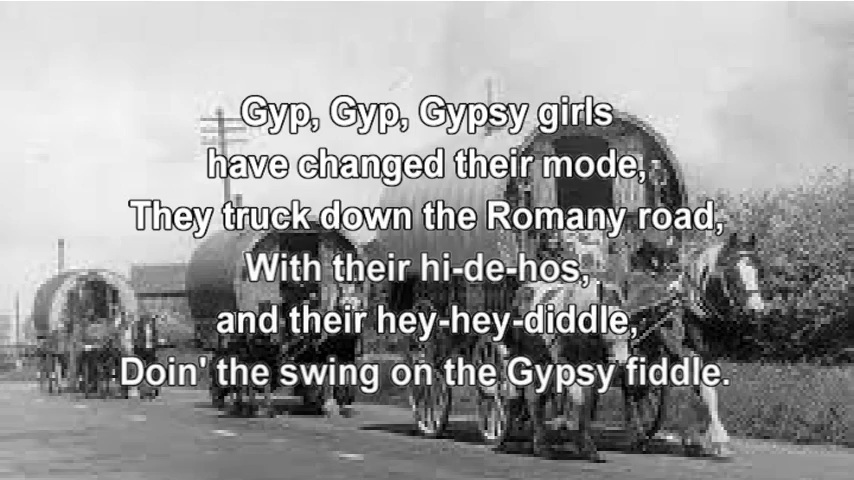 Gyp, Gyp, Gypsy girls
have changed their mode,
They truck down the Romany road,
With their hi-de-hos,
and their hey-hey-diddle,
Doin' the swing on the Gypsy fiddle.